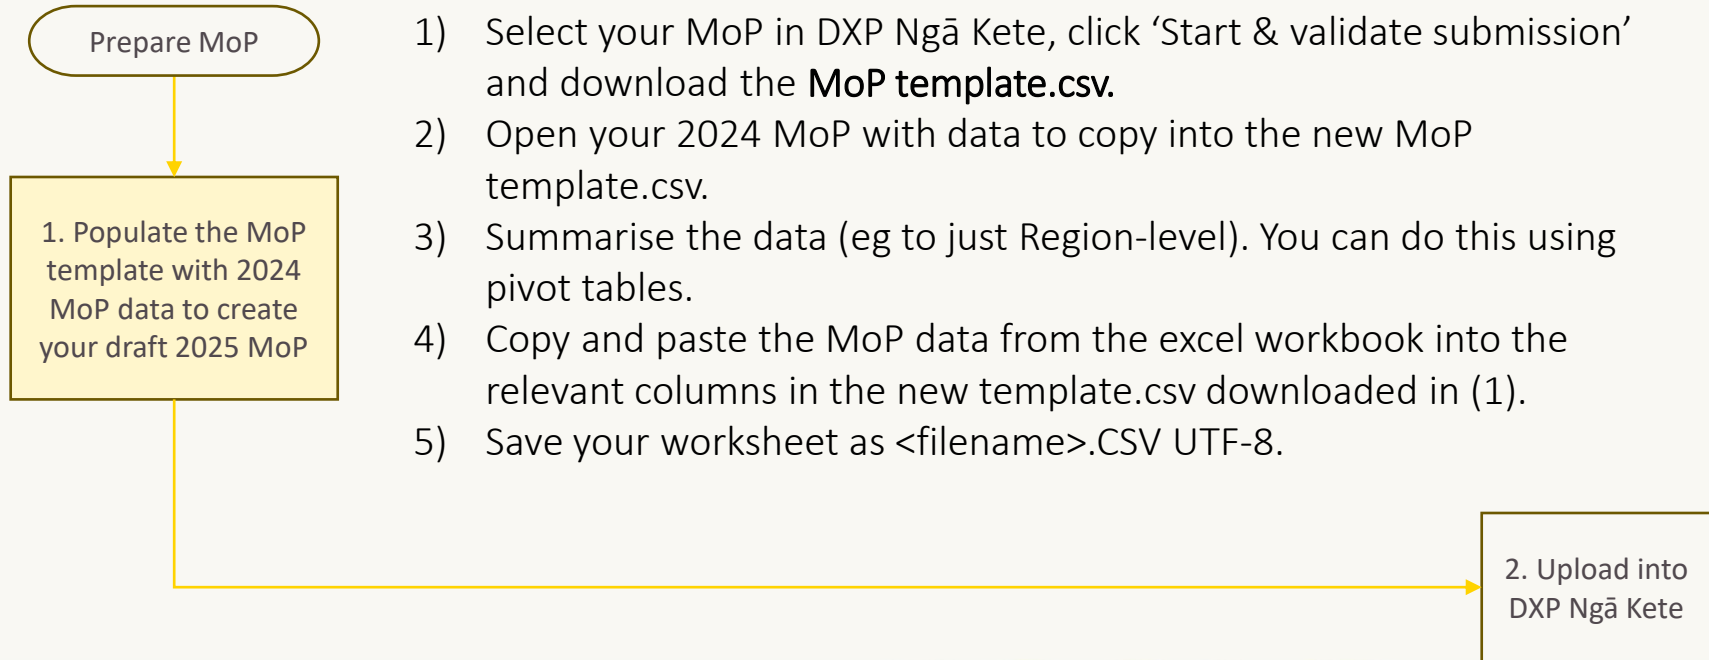 Prepare MoP
1. Populate the MoP
template with 2024
MoP data to create
your draft 2025 MoP
1) Select your MoP in DXP Ngā Kete, click ‘Start & validate submission’
and download the MoP template.csv.
2) Open your 2024 MoP with data to copy into the new MoP
template.csv.
3) Summarise the data (eg to just Region-level). You can do this using
pivot tables.
4) Copy and paste the MoP data from the excel workbook into the
relevant columns in the new template.csv downloaded in (1).
5) Save your worksheet as <filename>.CSV UTF-8.
2. Upload into
DXP Ngā Kete